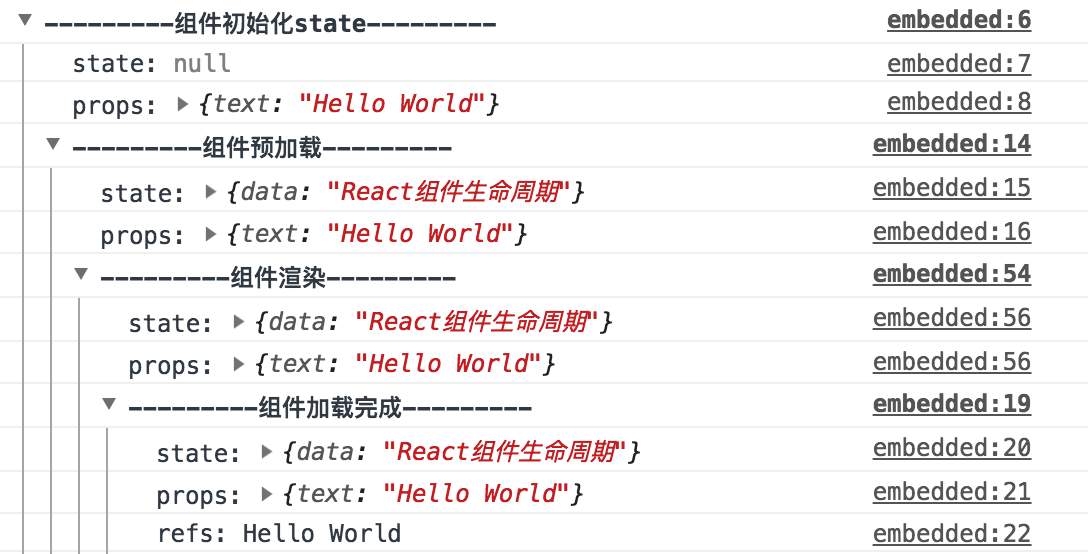 ▼ ---------组件初始化state--------- embedded:6
state: null embedded:7
props: ▶ {text: "Hello World"} embedded:8
▼ ---------组件预加载--------- embedded:14
state: ▶ {data: "React组件生命周期"} embedded:15
props: ▶ {text: "Hello World"} embedded:16
▼ ---------组件渲染--------- embedded:54
state: ▶ {data: "React组件生命周期"} embedded:56
props: ▶ {text: "Hello World"} embedded:56
▼ ---------组件加载完成--------- embedded:19
state: ▶ {data: "React组件生命周期"} embedded:20
props: ▶ {text: "Hello World"} embedded:21
refs: Hello World embedded:22